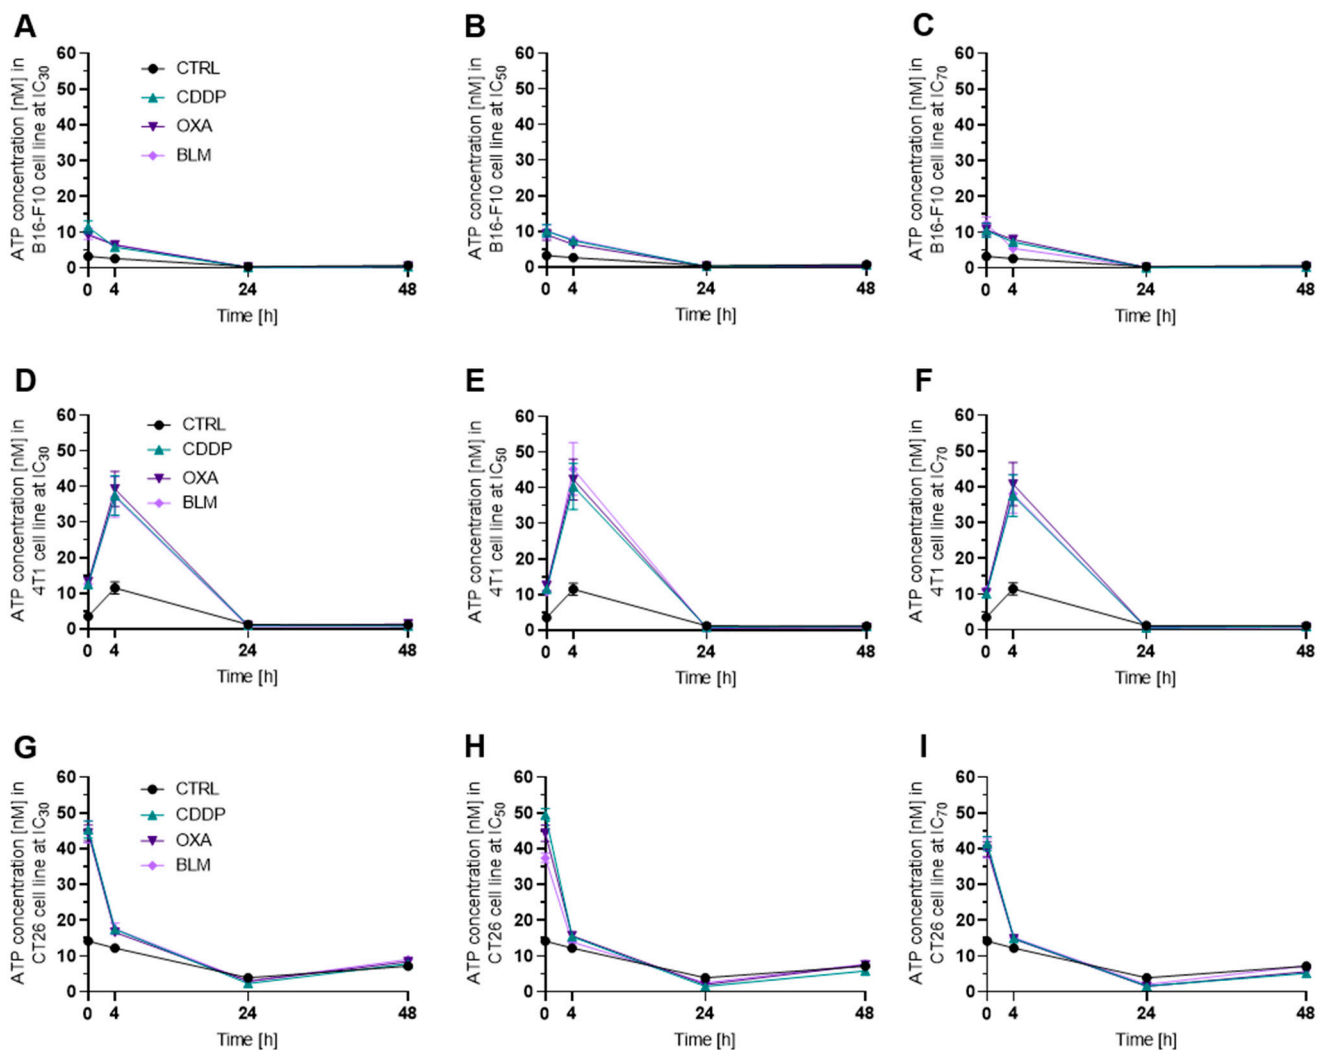 A
ATP concentration [nM] in
B16-F10 cell line at IC30
60
50
40
30
20
10
0
CTRL
CDDP
OXA
BLM
0 4 24 48
Time [h]
B
ATP concentration [nM] in
B16-F10 cell line at IC50
60
50
40
30
20
10
0
0 4 24 48
Time [h]
C
ATP concentration [nM] in
B16-F10 cell line at IC70
60
50
40
30
20
10
0
0 4 24 48
Time [h]
D
ATP concentration [nM] in
4T1 cell line at IC30
60
50
40
30
20
10
0
CTRL
CDDP
OXA
BLM
0 4 24 48
Time [h]
E
ATP concentration [nM] in
4T1 cell line at IC50
60
50
40
30
20
10
0
0 4 24 48
Time [h]
F
ATP concentration [nM] in
4T1 cell line at IC70
60
50
40
30
20
10
0
0 4 24 48
Time [h]
G
ATP concentration [nM] in
CT26 cell line at IC30
60
50
40
30
20
10
0
CTRL
CDDP
OXA
BLM
0 4 24 48
Time [h]
H
ATP concentration [nM] in
CT26 cell line at IC50
60
50
40
30
20
10
0
0 4 24 48
Time [h]
I
ATP concentration [nM] in
CT26 cell line at IC70
60
50
40
30
20
10
0
0 4 24 48
Time [h]